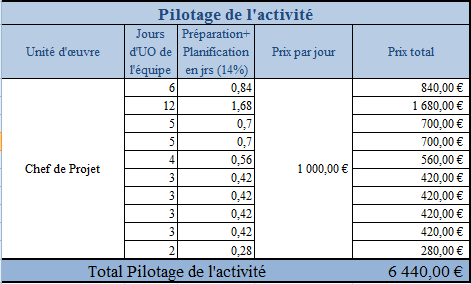 Pilotage de l'activité
Unité d'œuvre Jours d'UO de l'équipe Préparation+ Planification en jrs (14%) Prix par jour Prix total
6 0,84 840,00 €
12 1,68 1 680,00 €
5 0,7 700,00 €
5 0,7 700,00 €
4 0,56 560,00 €
Chef de Projet 3 0,42 1 000,00 € 420,00 €
3 0,42 420,00 €
3 0,42 420,00 €
3 0,42 420,00 €
2 0,28 280,00 €
Total Pilotage de l'activité 6 440,00 €